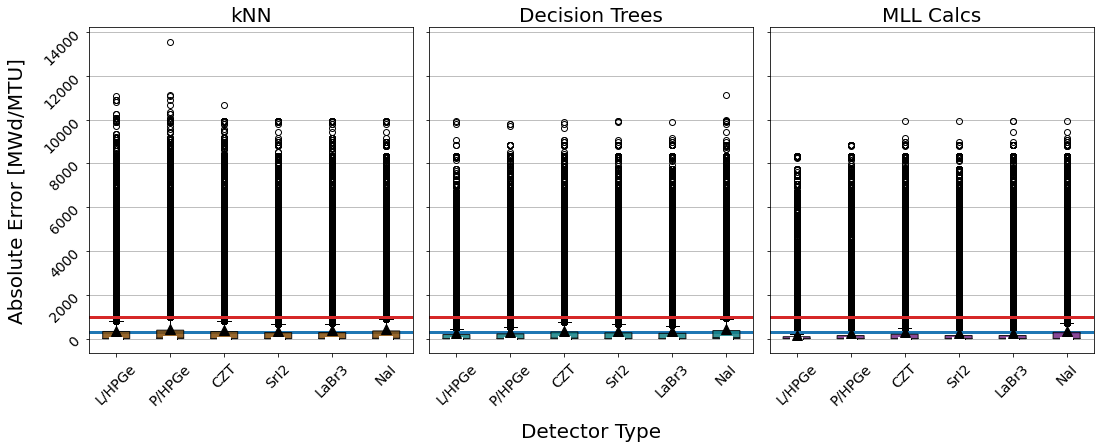 kNN Decision Trees MLL Calcs
Absolute Error [MWd/MTU]
14000
12000
10000
8000
6000
4000
2000
0
L/HPGe P/HPGe CZT SrI2 LaBr3 NaI L/HPGe P/HPGe CZT SrI2 LaBr3 NaI L/HPGe P/HPGe CZT SrI2 LaBr3 NaI
Detector Type